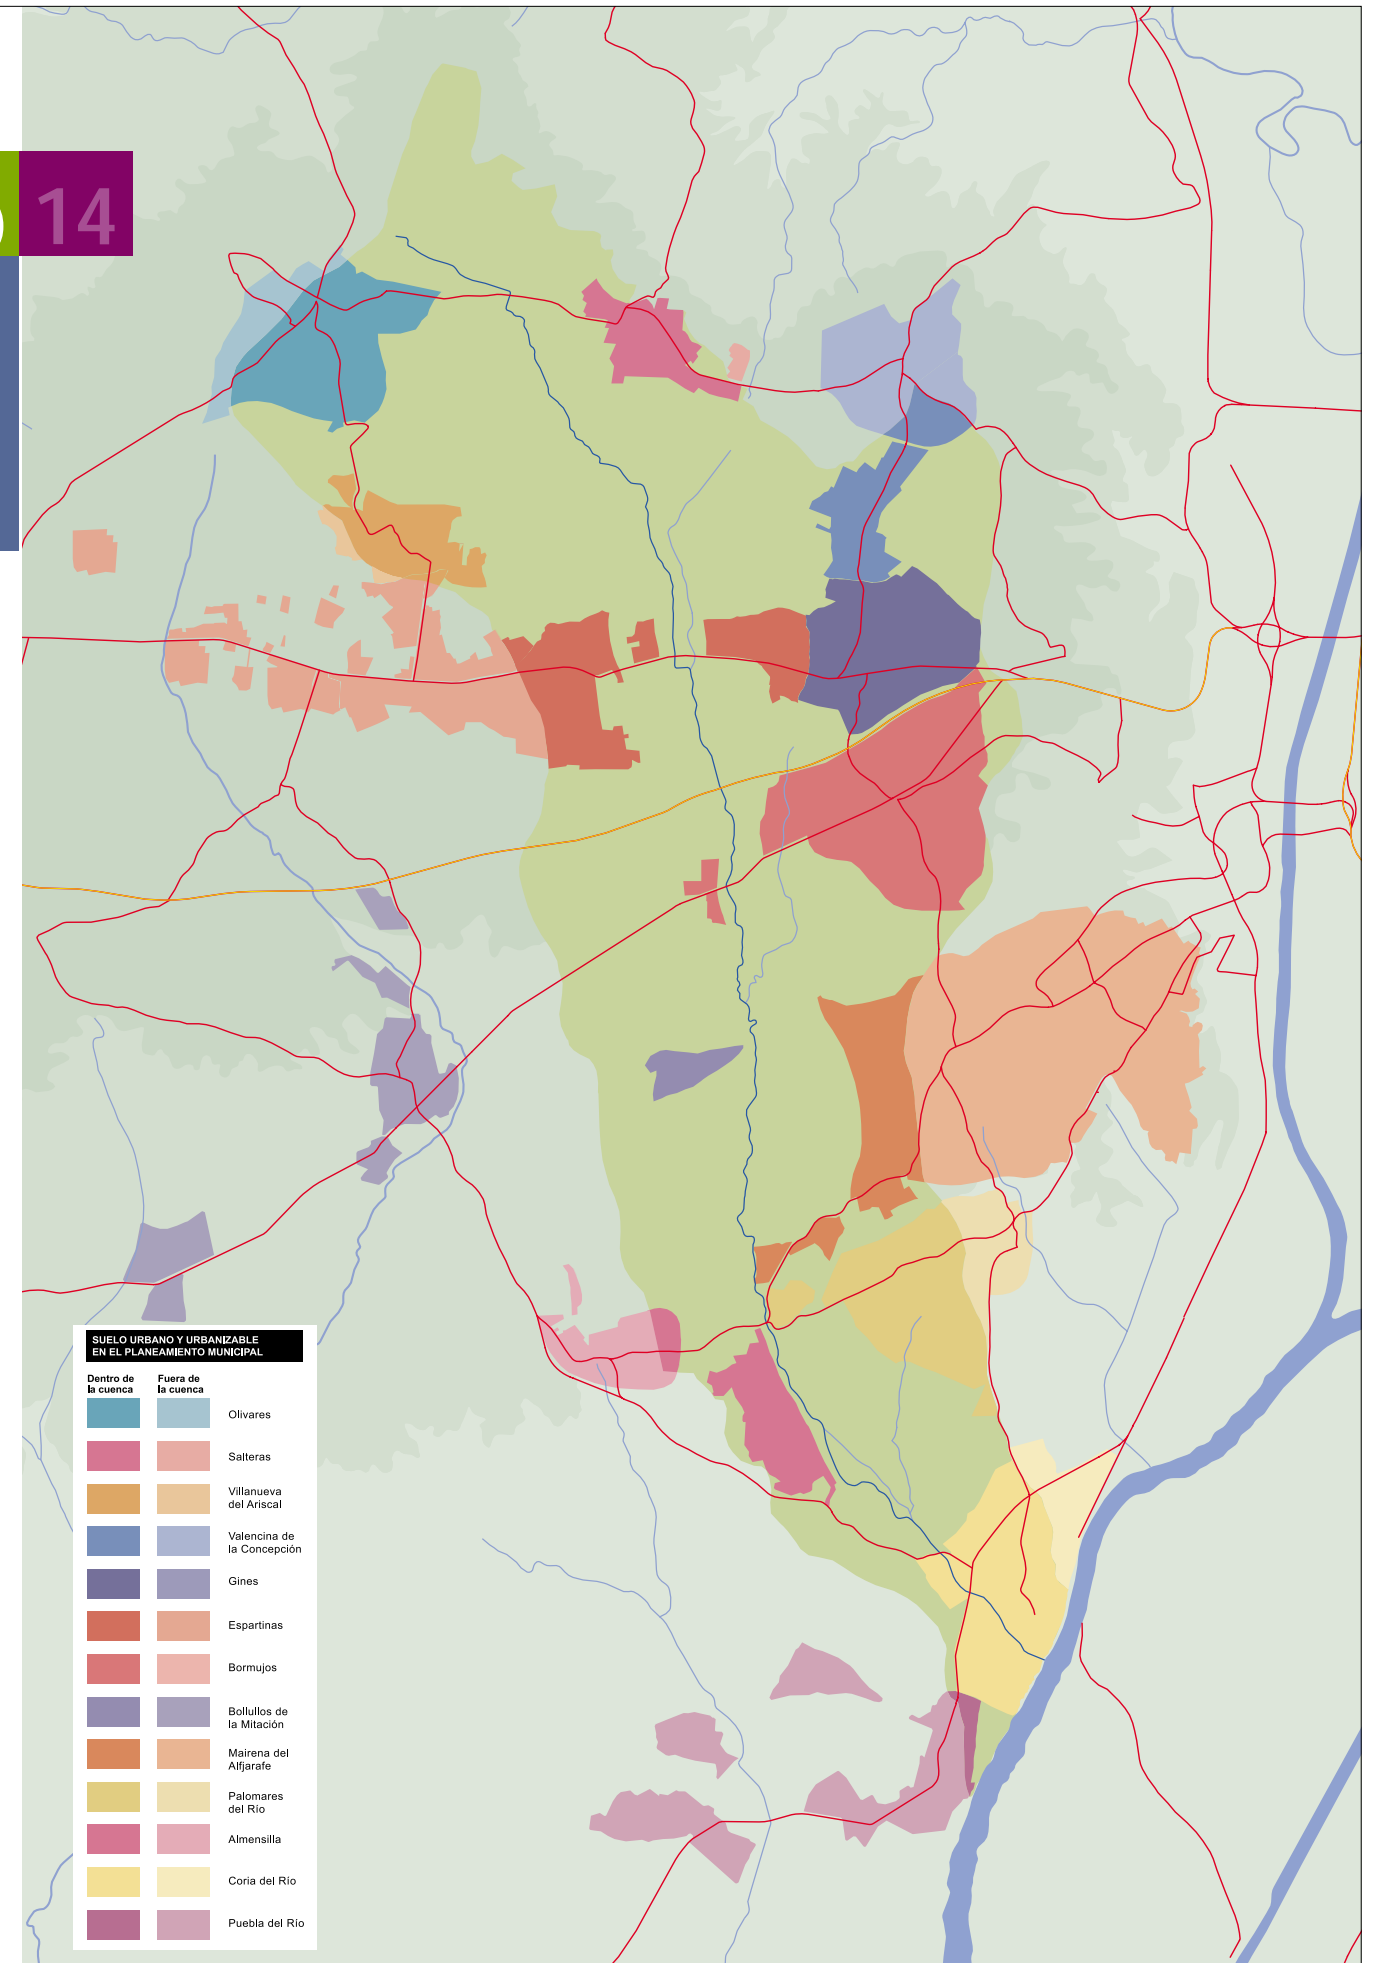 14
SUELO URBANO Y URBANIZABLE
EN EL PLANEAMIENTO MUNICIPAL
Dentro de
la cuenca
Fuera de
la cuenca
Olivares
Salteras
Villanueva
del Ariscal
Valencina de
la Concepción
Gines
Espartinas
Bormujos
Bollullos de
la Mitación
Mairena del
Alfjarafe
Palomares
del Río
Almensilla
Coria del Río
Puebla del Río